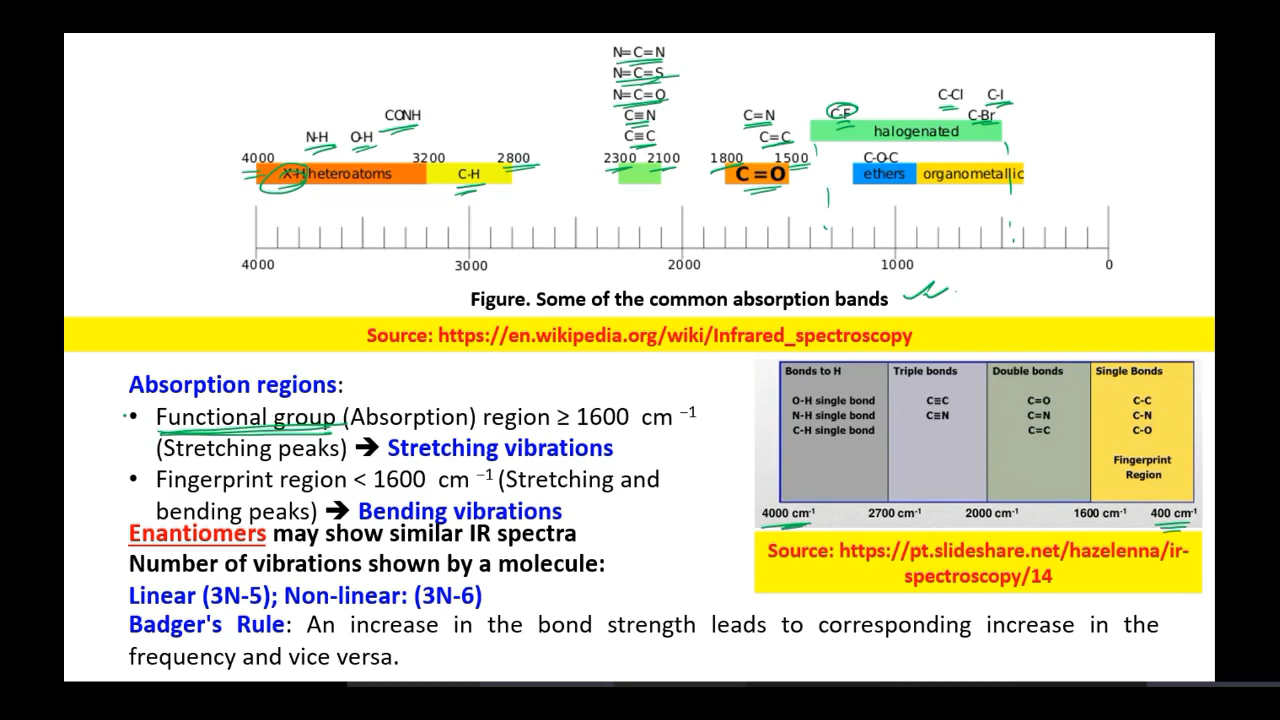 N=C=N
N=C=S
N=C=O
C≡N
C≡C
C=N
C=C
C-Cl C-I
C-F C-Br
halogenated
CONH
N-H O-H
4000 3200 2800 2300 2100 1800 1500 C-O-C
X-H heteroatoms C-H C=O ethers organometallic
4000 3000 2000 1000 0
Figure. Some of the common absorption bands
Source: https://en.wikipedia.org/wiki/Infrared_spectroscopy
Absorption regions:
• Functional group (Absorption) region ≥ 1600 cm ⁻¹
(Stretching peaks) ➔ Stretching vibrations
• Fingerprint region < 1600 cm ⁻¹ (Stretching and
bending peaks) ➔ Bending vibrations
Enantiomers may show similar IR spectra
Number of vibrations shown by a molecule:
Linear (3N-5); Non-linear: (3N-6)
Badger's Rule: An increase in the bond strength leads to corresponding increase in the
frequency and vice versa.
Bonds to H Triple bonds Double bonds Single Bonds
O-H single bond C≡C C=O C-C
N-H single bond C≡N C=N C-N
C-H single bond C=C C-O
Fingerprint
Region
4000 cm⁻¹ 2700 cm⁻¹ 2000 cm⁻¹ 1600 cm⁻¹ 400 cm⁻¹
Source: https://pt.slideshare.net/hazelenna/ir-
spectroscopy/14